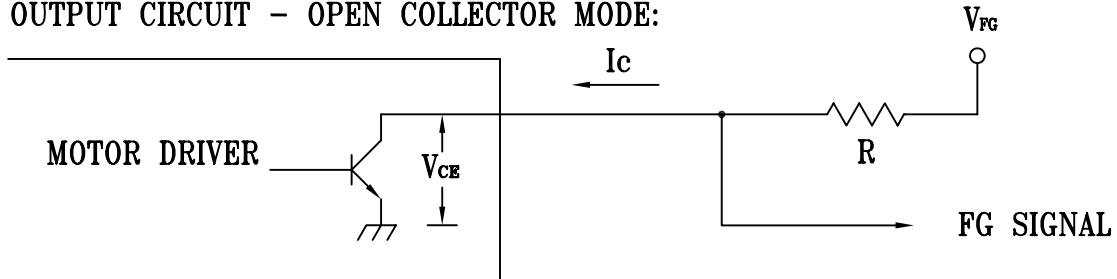 OUTPUT CIRCUIT - OPEN COLLECTOR MODE:
VFG
Ic
MOTOR DRIVER
VCE
R
FG SIGNAL